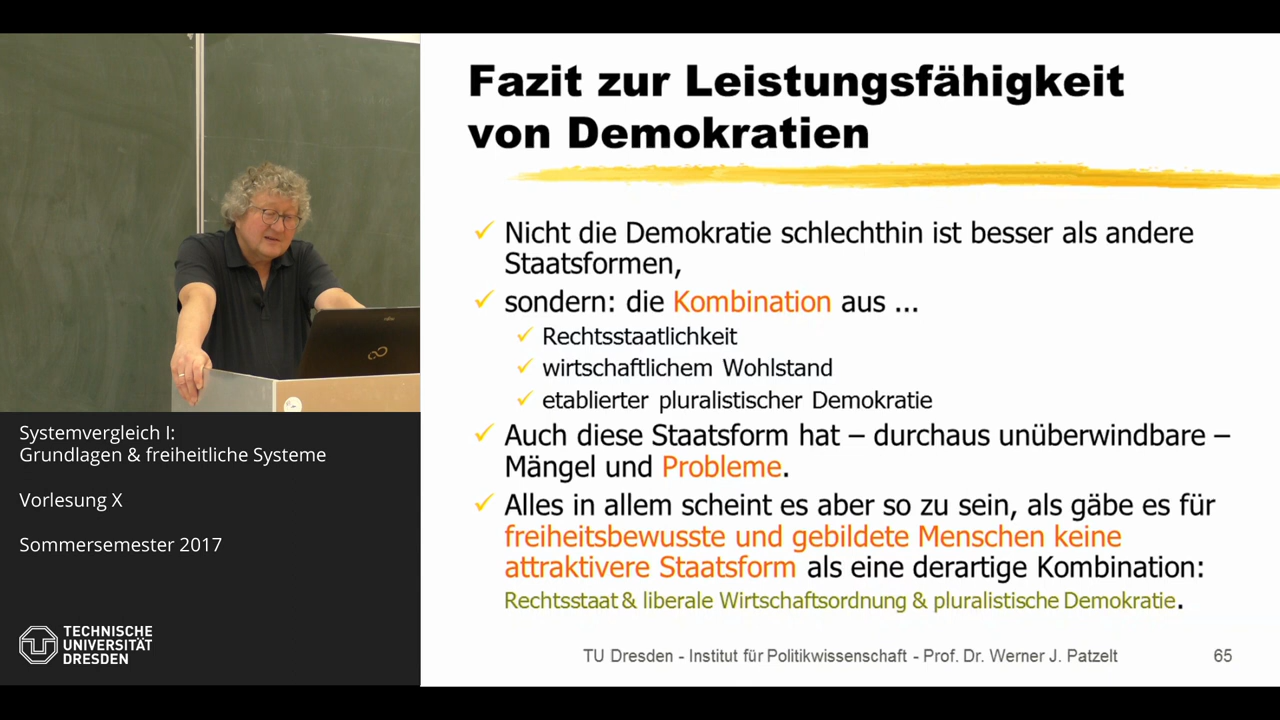 Fazit zur Leistungsfähigkeit
von Demokratien
Nicht die Demokratie schlechthin ist besser als andere
Staatsformen,
sondern: die Kombination aus ...
Rechtsstaatlichkeit
wirtschaftlichem Wohlstand
etablierter pluralistischer Demokratie
Auch diese Staatsform hat – durchaus unüberwindbare –
Mängel und Probleme.
Alles in allem scheint es aber so zu sein, als gäbe es für
freiheitsbewusste und gebildete Menschen keine
attraktivere Staatsform als eine derartige Kombination:
Rechtsstaat & liberale Wirtschaftsordnung & pluralistische Demokratie.
TU Dresden - Institut für Politikwissenschaft - Prof. Dr. Werner J. Patzelt 65
Systemvergleich I:
Grundlagen & freiheitliche Systeme
Vorlesung X
Sommersemester 2017
TECHNISCHE
UNIVERSITÄT
DRESDEN